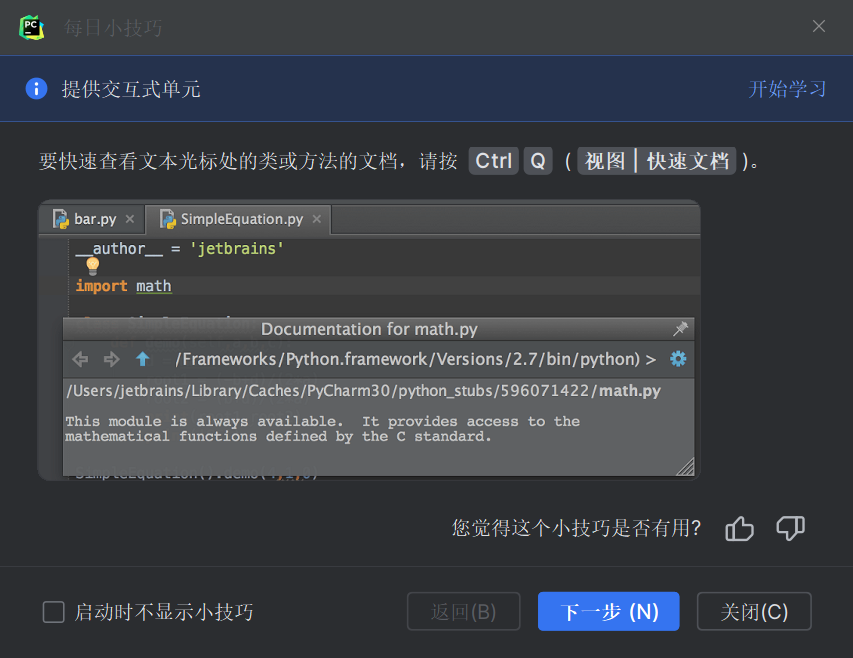 PC
每日小技巧
提供交互式单元 开始学习
要快速查看文本光标处的类或方法的文档，请按 Ctrl Q ( 视图 | 快速文档 )。
bar.py SimpleEquation.py
__author__ = 'jetbrains'
import math
Documentation for math.py
/Frameworks/Python.framework/Versions/2.7/bin/python) >
/Users/jetbrains/Library/Caches/PyCharm30/python_stubs/596071422/math.py
This module is always available. It provides access to the
mathematical functions defined by the C standard.
您觉得这个小技巧是否有用?
启动时不显示小技巧 返回(B) 下一步 (N) 关闭(C)